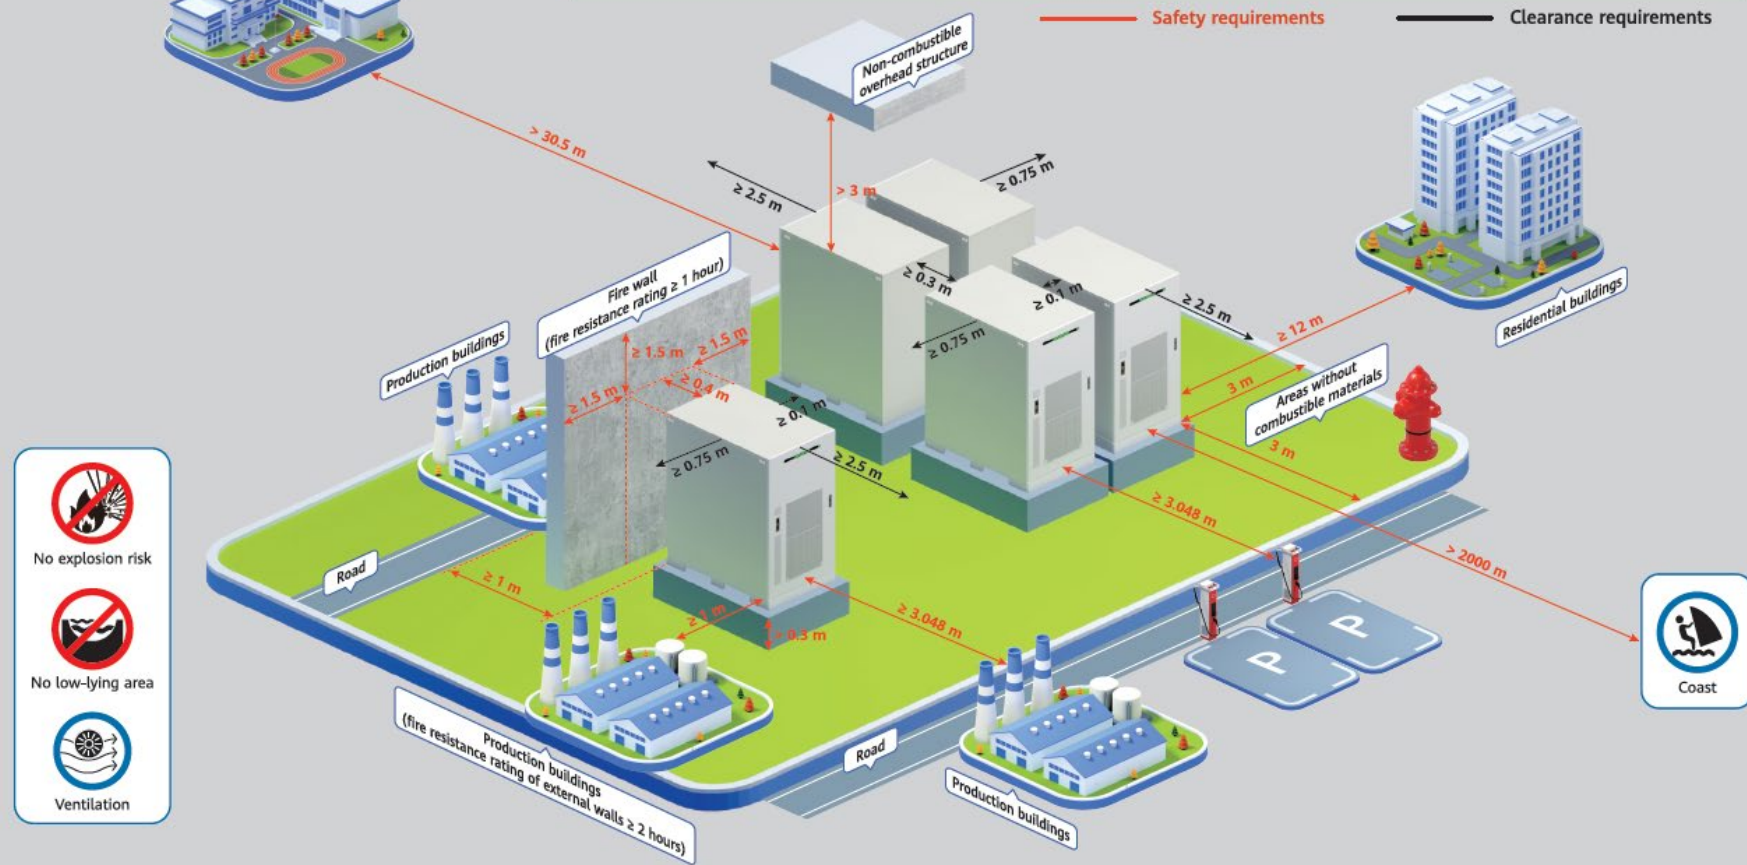 Safety requirements
Clearance requirements
Non-combustible
overhead structure
> 30.5 m
≥ 2.5 m
> 3 m
≥ 0.75 m
Fire wall
(fire resistance rating ≥ 1 hour)
≥ 0.3 m
≥ 0.1 m
≥ 2.5 m
≥ 12 m
Residential buildings
Production buildings
≥ 1.5 m
≥ 1.5 m
≥ 0.75 m
≥ 1.5 m
≥ 0.4 m
3 m
Areas without
combustible materials
≥ 0.1 m
≥ 0.75 m
≥ 2.5 m
3 m
No explosion risk
Road
≥ 3.048 m
> 2000 m
≥ 1 m
≥ 1 m
> 0.3 m
≥ 3.048 m
P
P
No low-lying area
Coast
Production buildings
(fire resistance rating of external walls ≥ 2 hours)
Road
Production buildings
Ventilation